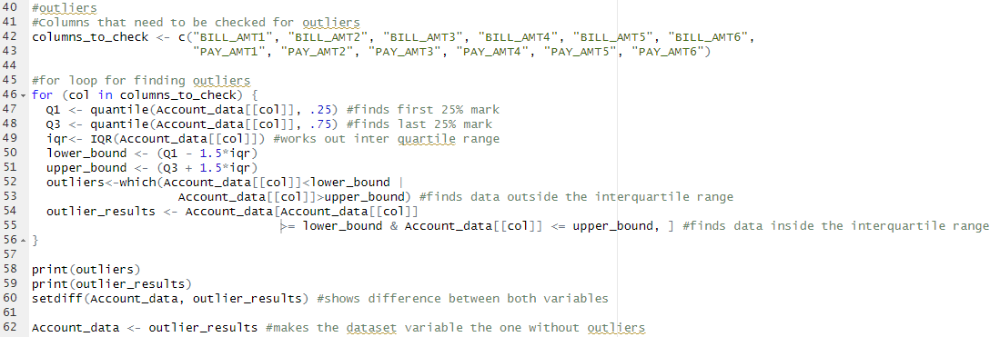 40 #outliers
41 #Columns that need to be checked for outliers
42 columns_to_check <- c("BILL_AMT1", "BILL_AMT2", "BILL_AMT3", "BILL_AMT4", "BILL_AMT5", "BILL_AMT6",
43                       "PAY_AMT1", "PAY_AMT2", "PAY_AMT3", "PAY_AMT4", "PAY_AMT5", "PAY_AMT6")
44
45 #for loop for finding outliers
46 for (col in columns_to_check) {
47   Q1 <- quantile(Account_data[[col]], .25) #finds first 25% mark
48   Q3 <- quantile(Account_data[[col]], .75) #finds last 25% mark
49   iqr<- IQR(Account_data[[col]]) #works out inter quartile range
50   lower_bound <- (Q1 - 1.5*iqr)
51   upper_bound <- (Q3 + 1.5*iqr)
52   outliers<-which(Account_data[[col]]<lower_bound |
53                     Account_data[[col]]>upper_bound) #finds data outside the interquartile range
54   outlier_results <- Account_data[Account_data[[col]]
55                                   >= lower_bound & Account_data[[col]] <= upper_bound, ] #finds data inside the interquartile range
56 }
57
58 print(outliers)
59 print(outlier_results)
60 setdiff(Account_data, outlier_results) #shows difference between both variables
61
62 Account_data <- outlier_results #makes the dataset variable the one without outliers